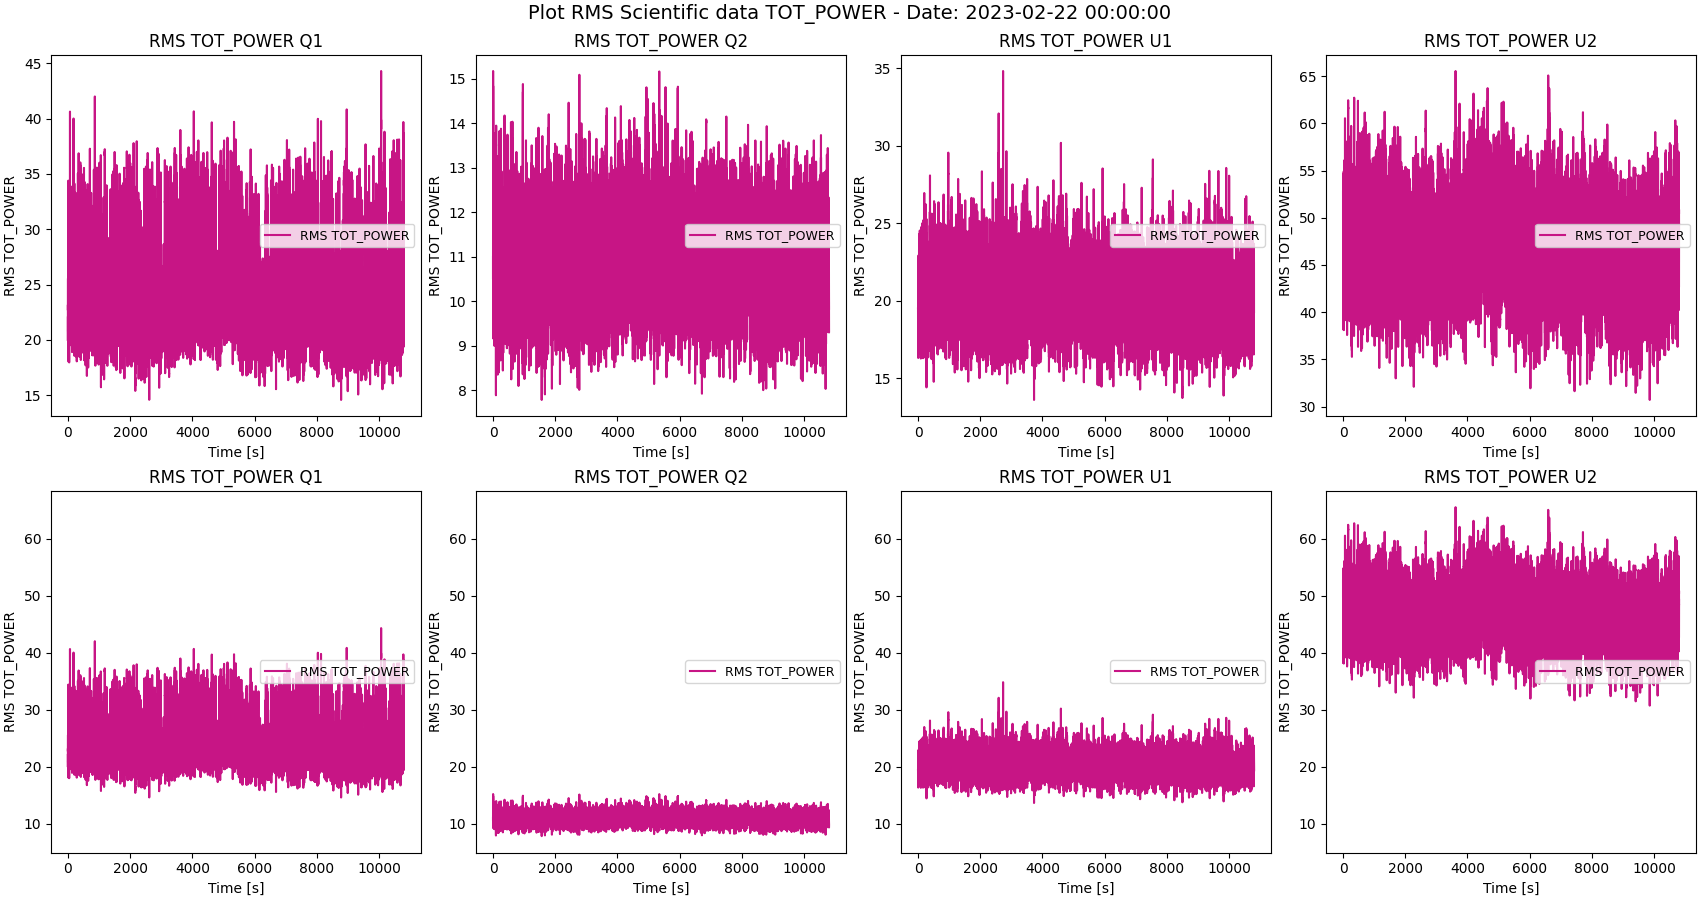 Plot RMS Scientific data TOT_POWER - Date: 2023-02-22 00:00:00
RMS TOT_POWER Q1
RMS TOT_POWER
45
40
35
30
25
20
15
RMS TOT_POWER
0 2000 4000 6000 8000 10000
Time [s]
RMS TOT_POWER Q2
RMS TOT_POWER
15
14
13
12
11
10
9
8
RMS TOT_POWER
0 2000 4000 6000 8000 10000
Time [s]
RMS TOT_POWER U1
RMS TOT_POWER
35
30
25
20
15
RMS TOT_POWER
0 2000 4000 6000 8000 10000
Time [s]
RMS TOT_POWER U2
RMS TOT_POWER
65
60
55
50
45
40
35
30
RMS TOT_POWER
0 2000 4000 6000 8000 10000
Time [s]
RMS TOT_POWER Q1
RMS TOT_POWER
60
50
40
30
20
10
RMS TOT_POWER
0 2000 4000 6000 8000 10000
Time [s]
RMS TOT_POWER Q2
RMS TOT_POWER
60
50
40
30
20
10
RMS TOT_POWER
0 2000 4000 6000 8000 10000
Time [s]
RMS TOT_POWER U1
RMS TOT_POWER
60
50
40
30
20
10
RMS TOT_POWER
0 2000 4000 6000 8000 10000
Time [s]
RMS TOT_POWER U2
RMS TOT_POWER
60
50
40
30
20
10
RMS TOT_POWER
0 2000 4000 6000 8000 10000
Time [s]